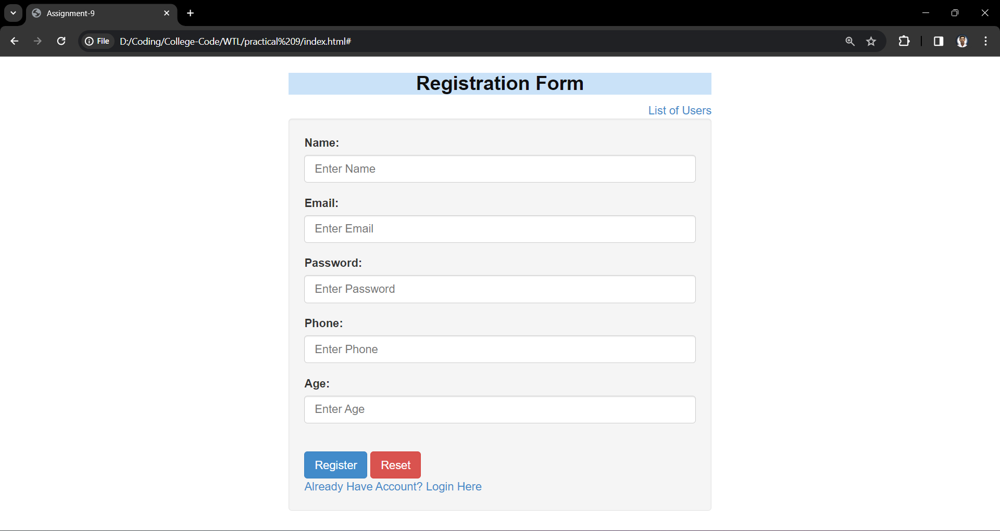 Assignment-9
File D:/Coding/College-Code/WTL/practical%209/index.html#
Registration Form
List of Users
Name:
Enter Name
Email:
Enter Email
Password:
Enter Password
Phone:
Enter Phone
Age:
Enter Age
Register Reset
Already Have Account? Login Here